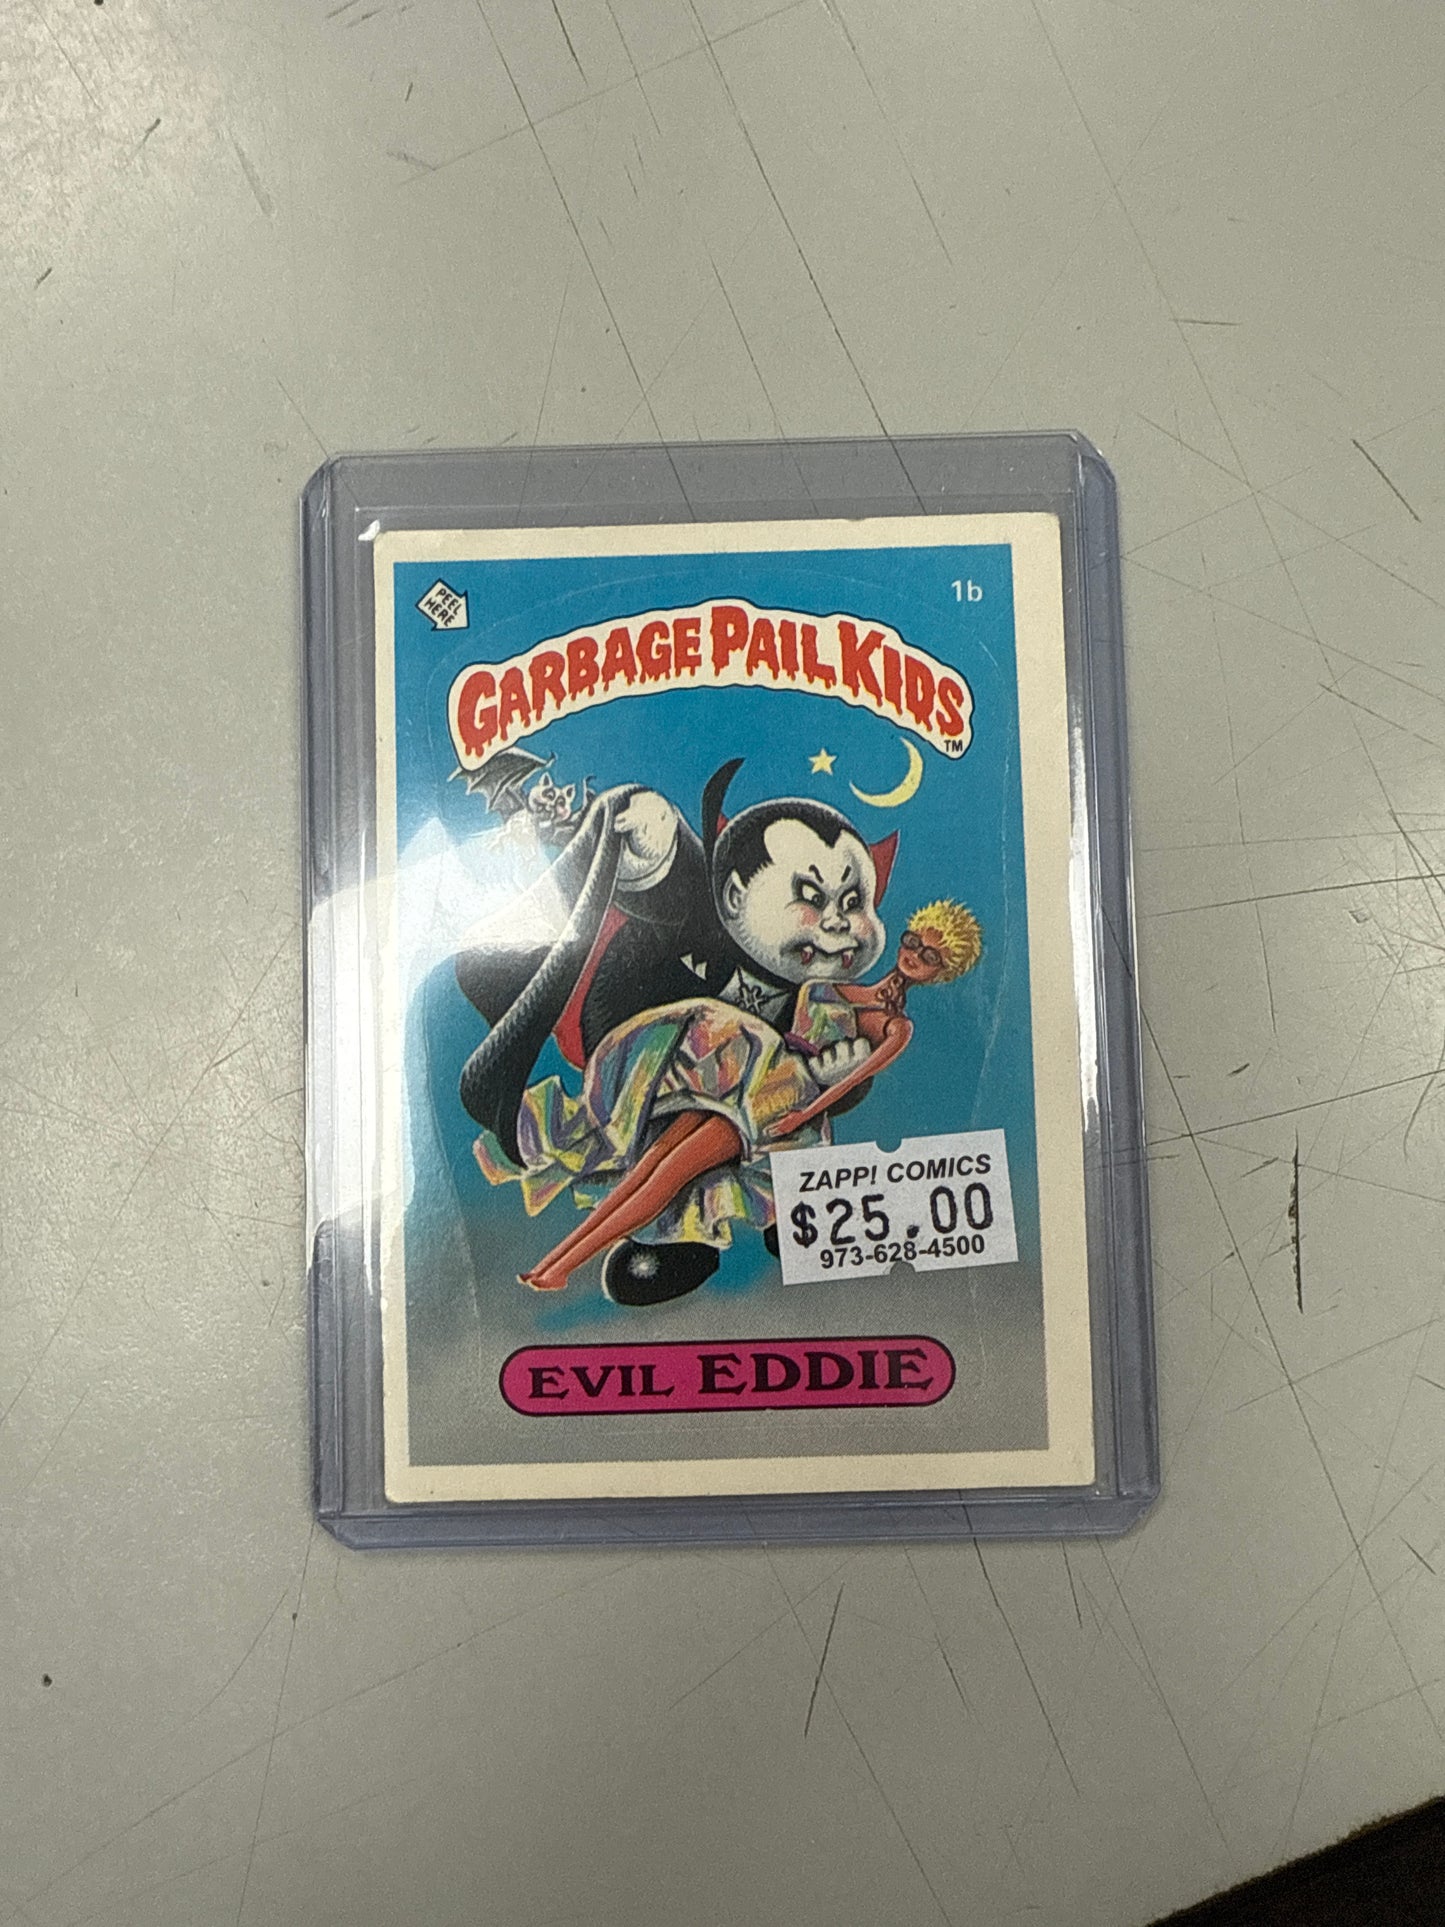 PEEL
HERE
1b
GARBAGE PAIL KIDS
TM
ZAPP! COMICS
$25.00
973-628-4500
EVIL EDDIE